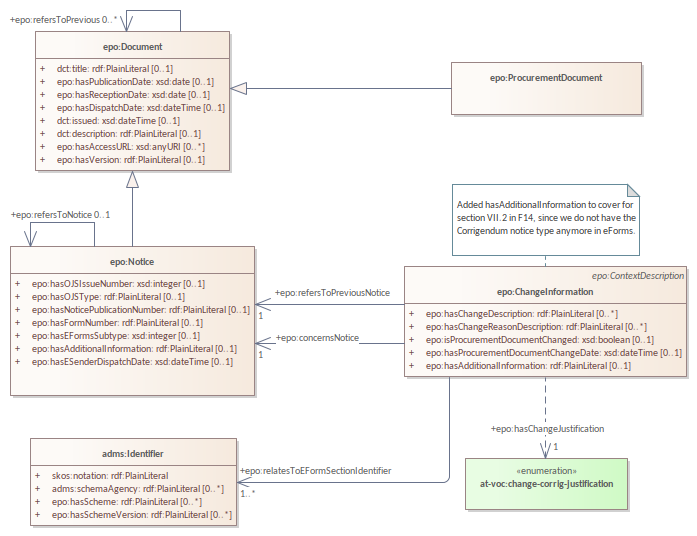 +epo:refersToPrevious 0..*
epo:Document
+ dct:title: rdf:PlainLiteral [0..1]
+ epo:hasPublicationDate: xsd:date [0..1]
+ epo:hasReceptionDate: xsd:date [0..1]
+ epo:hasDispatchDate: xsd:dateTime [0..1]
+ dct:issued: xsd:dateTime [0..1]
+ dct:description: rdf:PlainLiteral [0..1]
+ epo:hasAccessURL: xsd:anyURI [0..*]
+ epo:hasVersion: rdf:PlainLiteral [0..1]
epo:ProcurementDocument
Added hasAdditionalInformation to cover for
section VII.2 in F14, since we do not have the
Corrigendum notice type anymore in eForms.
+epo:refersToNotice 0..1
epo:Notice
+ epo:hasOJSIssueNumber: xsd:integer [0..1]
+ epo:hasOJSType: rdf:PlainLiteral [0..1]
+ epo:hasNoticePublicationNumber: rdf:PlainLiteral [0..1]
+ epo:hasFormNumber: rdf:PlainLiteral [0..1]
+ epo:hasEFormsSubtype: xsd:integer [0..1]
+ epo:hasAdditionalInformation: rdf:PlainLiteral [0..1]
+ epo:hasESenderDispatchDate: xsd:dateTime [0..1]
+epo:refersToPreviousNotice
1
+epo:concernsNotice
1
epo:ContextDescription
epo:ChangeInformation
+ epo:hasChangeDescription: rdf:PlainLiteral [0..*]
+ epo:hasChangeReasonDescription: rdf:PlainLiteral [0..*]
+ epo:isProcurementDocumentChanged: xsd:boolean [0..1]
+ epo:hasProcurementDocumentChangeDate: xsd:dateTime [0..1]
+ epo:hasAdditionalInformation: rdf:PlainLiteral [0..1]
+epo:hasChangeJustification
1
adms:Identifier
+ skos:notation: rdf:PlainLiteral
+ adms:schemaAgency: rdf:PlainLiteral [0..*]
+ epo:hasScheme: rdf:PlainLiteral [0..*]
+ epo:hasSchemeVersion: rdf:PlainLiteral [0..*]
+epo:relatesToEFormSectionIdentifier
1..*
«enumeration»
at-voc:change-corrig-justification